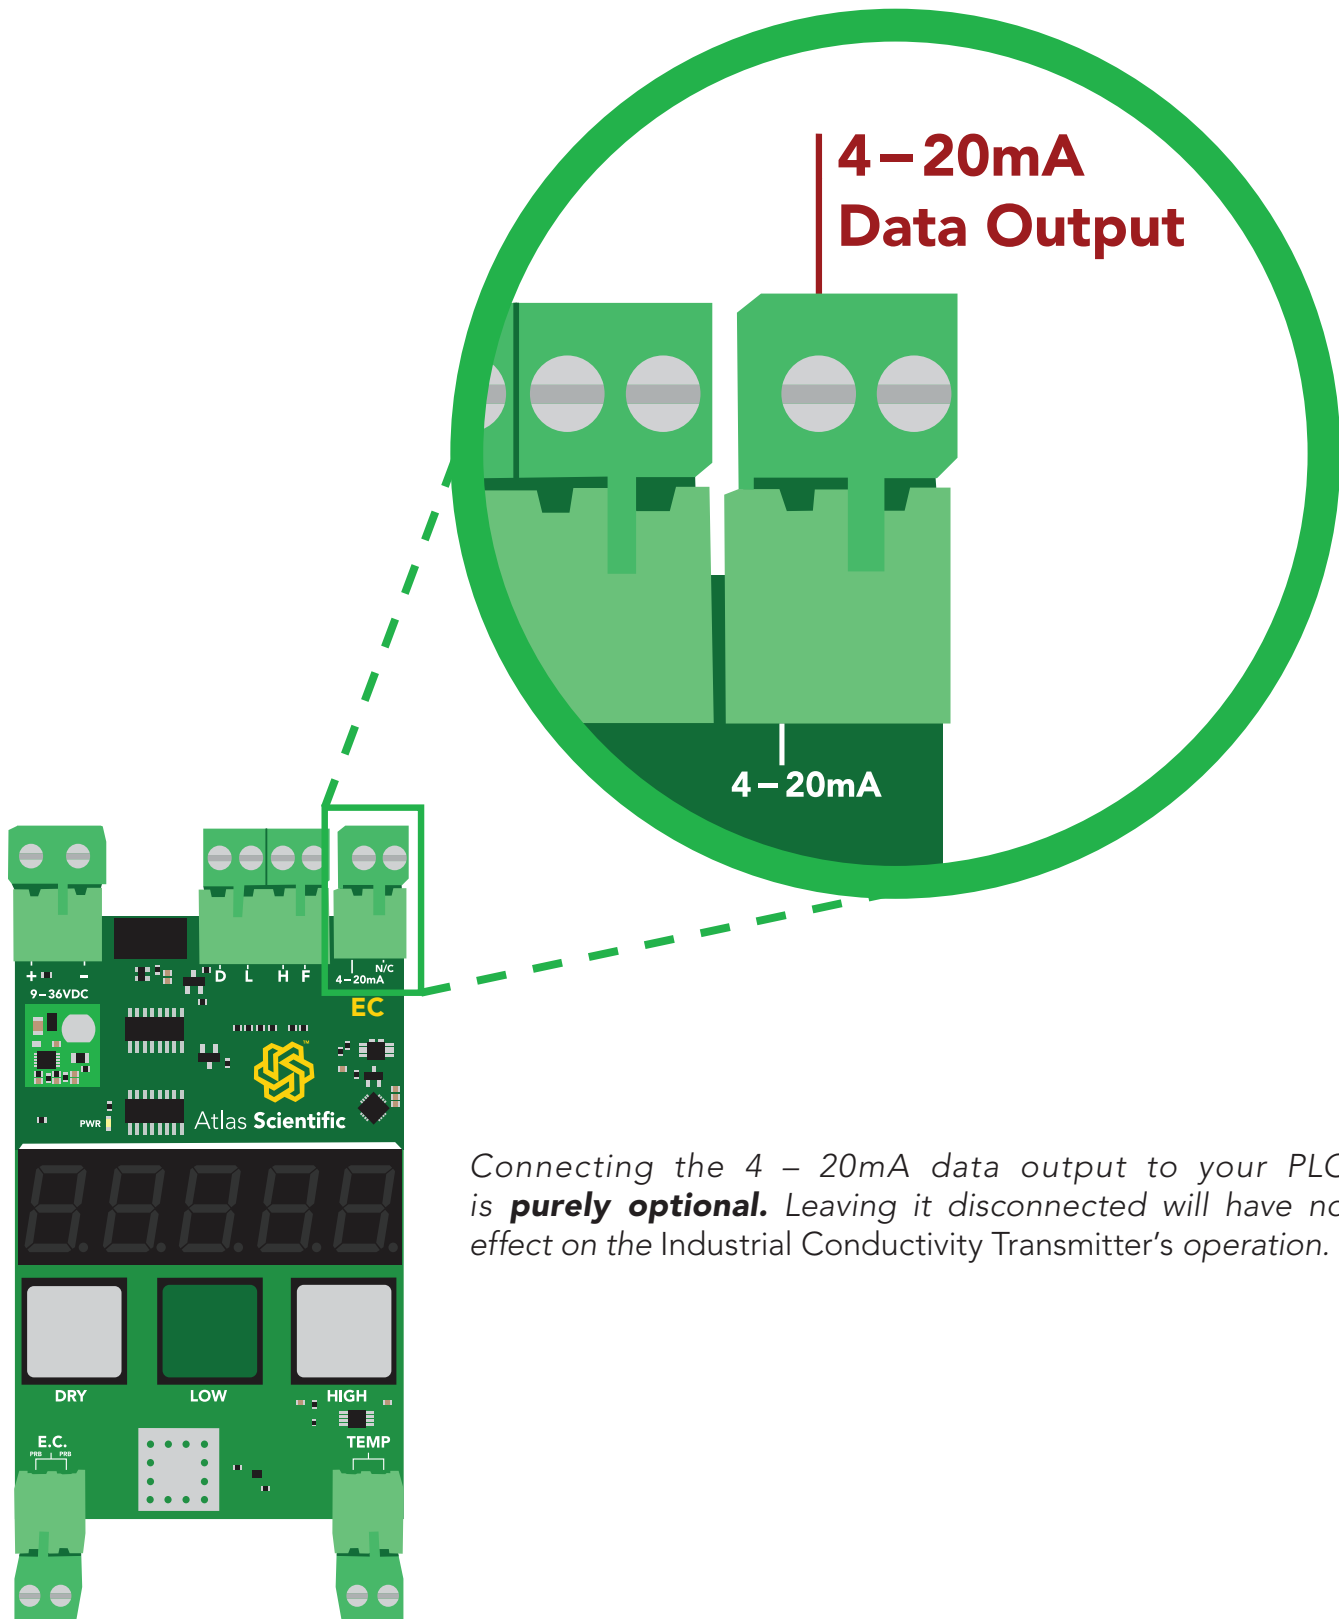 4 – 20mA
Data Output
4 – 20mA
+ –
9–36VDC
D L H F
N/C
4–20mA
EC
™
Atlas Scientific
PWR
Connecting the 4 – 20mA data output to your PLC
is purely optional. Leaving it disconnected will have no
effect on the Industrial Conductivity Transmitter's operation.
DRY LOW HIGH
E.C.
PRB PRB
TEMP